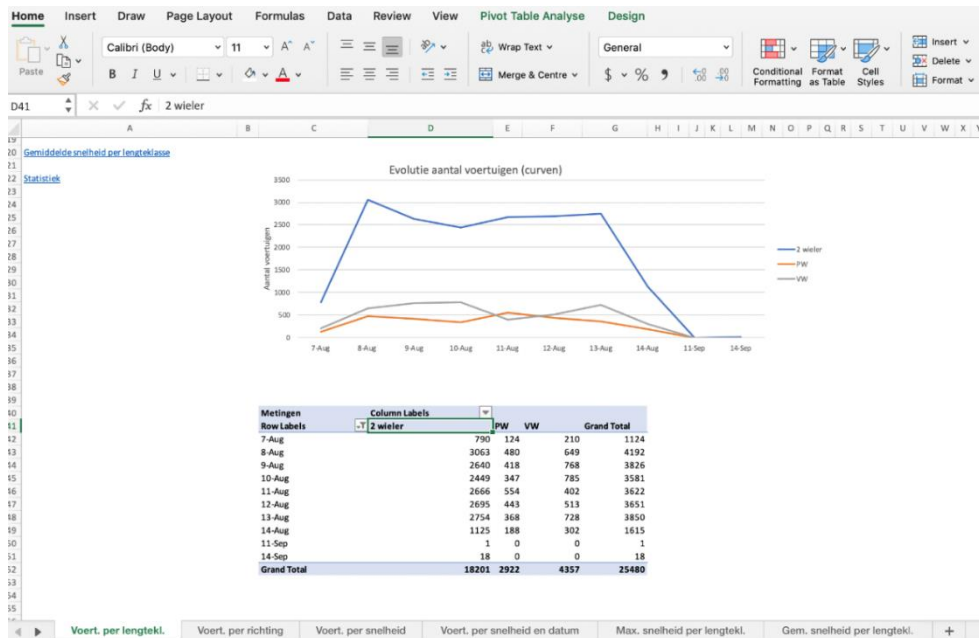 Home Insert Draw Page Layout Formulas Data Review View Pivot Table Analyse Design
Paste
Calibri (Body) 11 A^ A˅
B I U A
Wrap Text
Merge & Centre
General
$ % 9
Conditional Formatting
Format as Table
Cell Styles
Insert
Delete
Format
D41 fx 2 wieler
A B C D E F G H I J K L M N O P Q R S T U V W X
20 Gemiddelde snelheid per lengteklasse
22 Statistiek
Evolutie aantal voertuigen (curven)
Aantal voertuigen
3500
3000
2500
2000
1500
1000
500
0
7-Aug 8-Aug 9-Aug 10-Aug 11-Aug 12-Aug 13-Aug 14-Aug 11-Sep 14-Sep
2 wieler
PW
VW
Metingen Column Labels
Row Labels 2 wieler PW VW Grand Total
7-Aug 790 124 210 1124
8-Aug 3063 480 649 4192
9-Aug 2640 418 768 3826
10-Aug 2449 347 785 3581
11-Aug 2666 554 402 3622
12-Aug 2695 443 513 3651
13-Aug 2754 368 728 3850
14-Aug 1125 188 302 1615
11-Sep 1 0 0 1
14-Sep 18 0 0 18
Grand Total 18201 2922 4357 25480
Voert. per lengtekl. Voert. per richting Voert. per snelheid Voert. per snelheid en datum Max. snelheid per lengtekl. Gem. snelheid per lengtekl. +